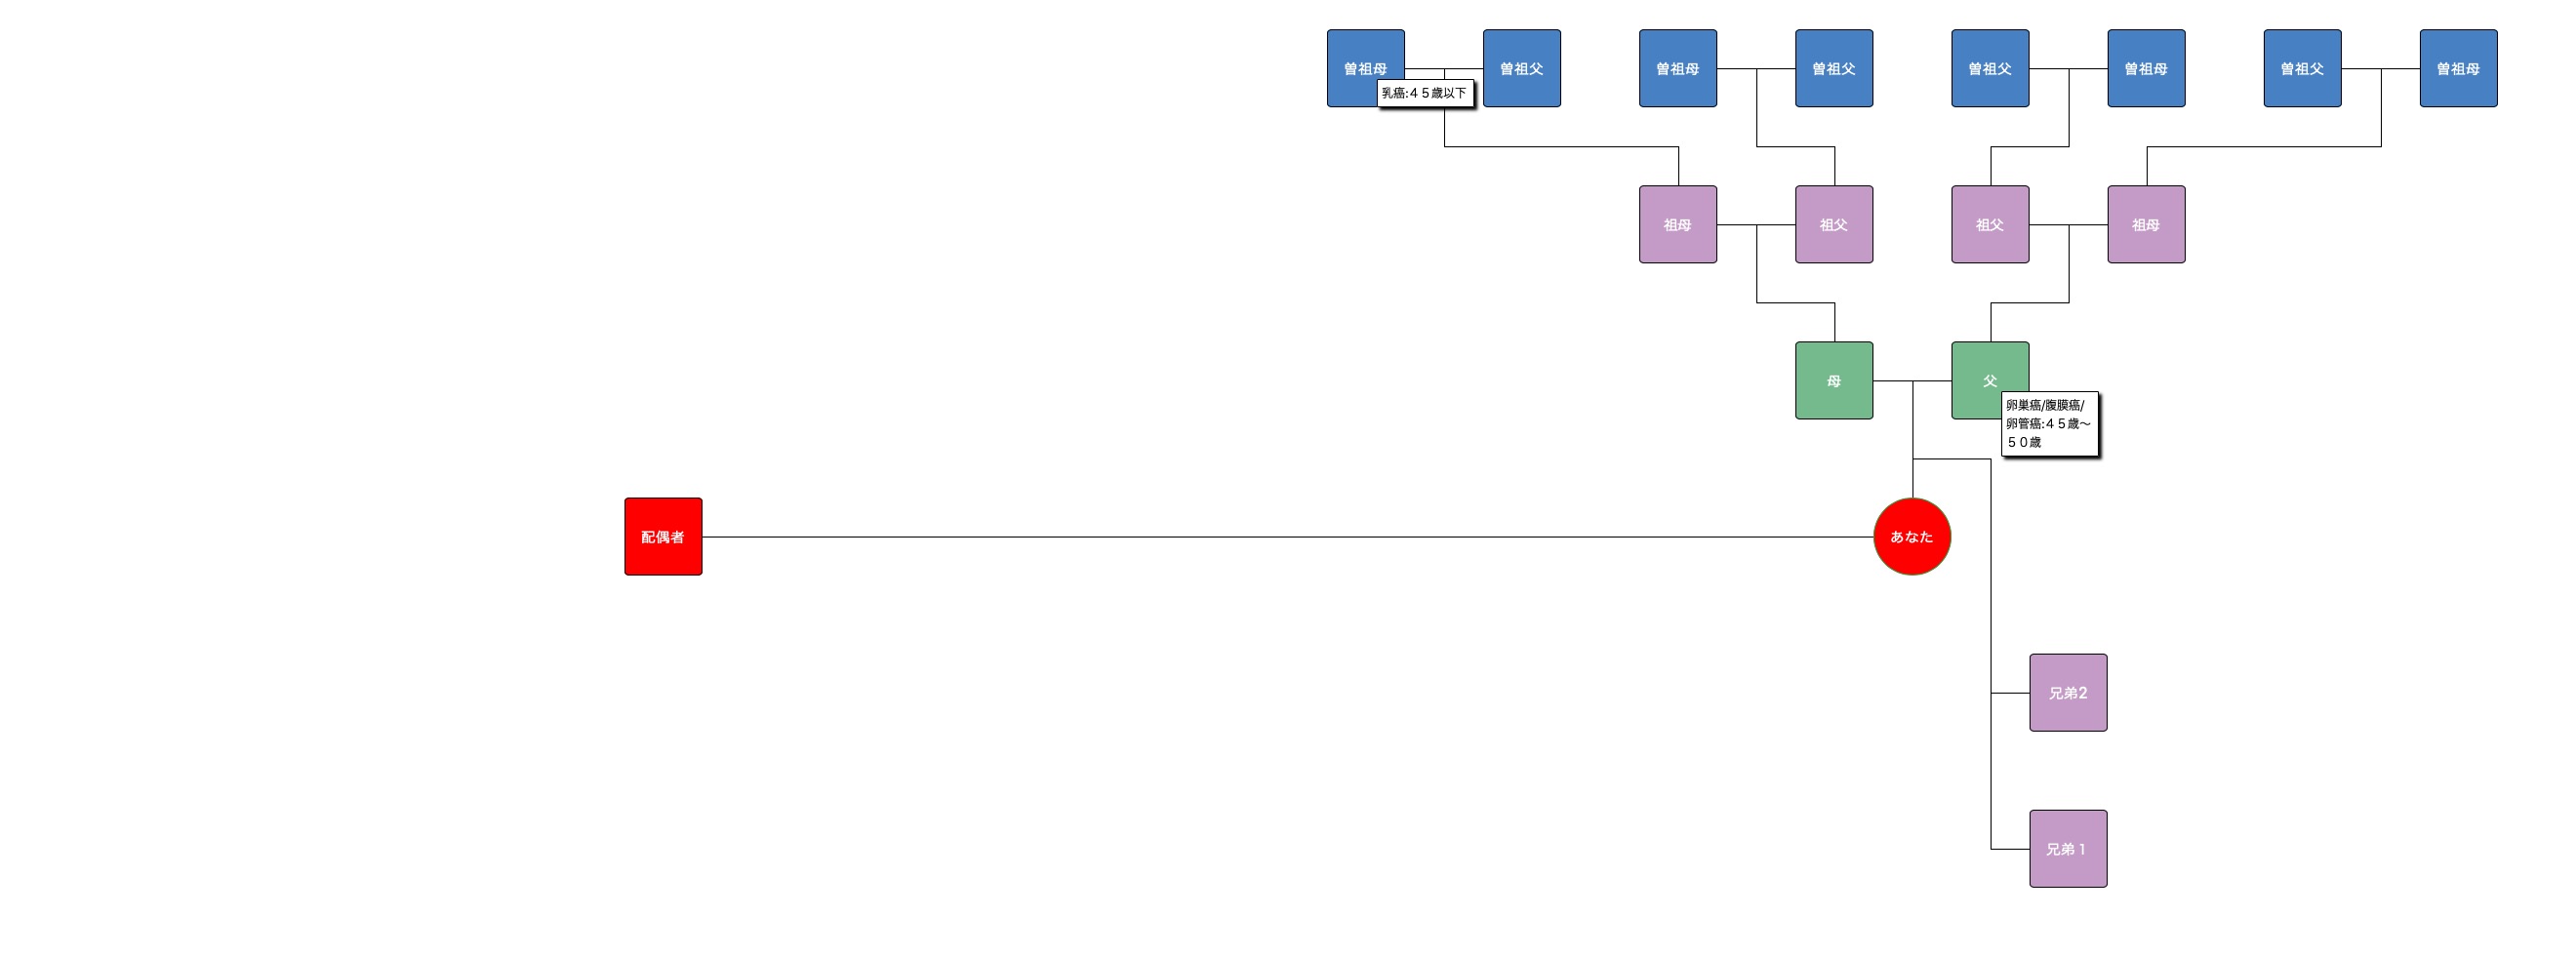 曽祖母
曽祖父
曽祖母
曽祖父
曽祖父
曽祖母
曽祖父
曽祖母
乳癌:４５歳以下
祖母
祖父
祖父
祖母
母
父
卵巣癌/腹膜癌/
卵管癌:４５歳〜
５０歳
配偶者
あなた
兄弟2
兄弟１